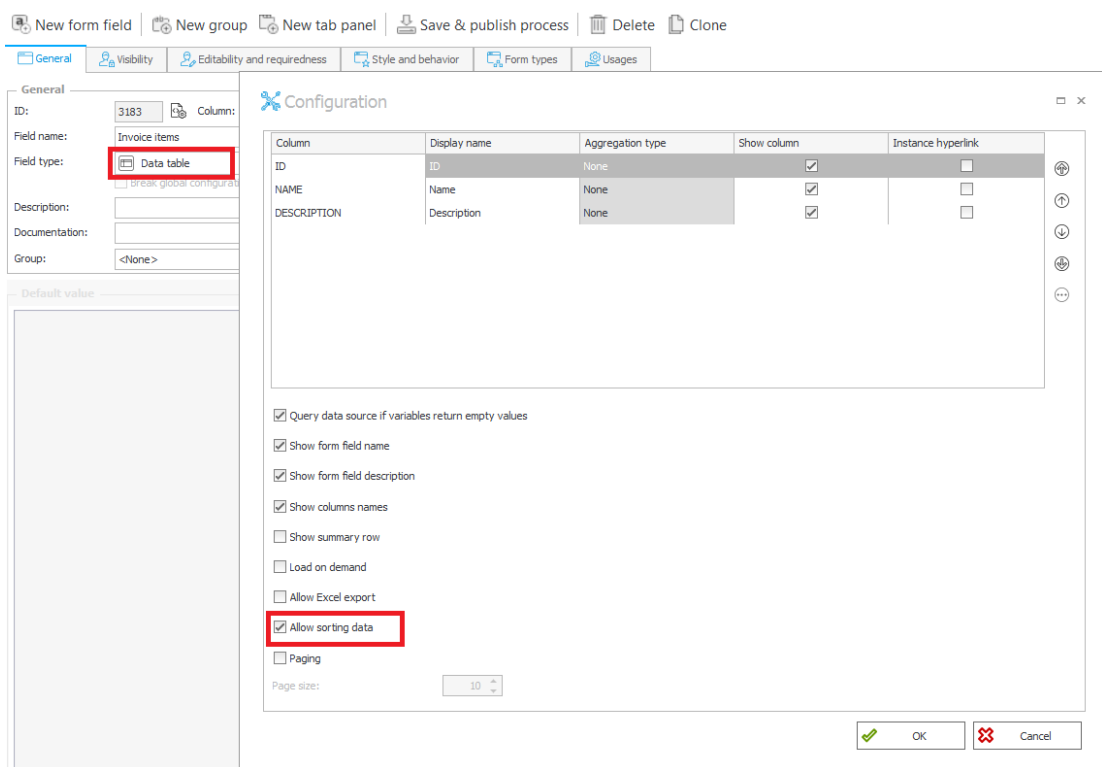 New form field New group New tab panel Save & publish process Delete Clone
General Visibility Editability and requiredness Style and behavior Form types Usages
General
ID: 3183 Column:
Field name: Invoice items
Field type: Data table
Break global configurati
Description:
Documentation:
Group: <None>
Default value
Configuration
Column Display name Aggregation type Show column Instance hyperlink
ID ID None
NAME Name None
DESCRIPTION Description None
Query data source if variables return empty values
Show form field name
Show form field description
Show columns names
Show summary row
Load on demand
Allow Excel export
Allow sorting data
Paging
Page size: 10
OK Cancel